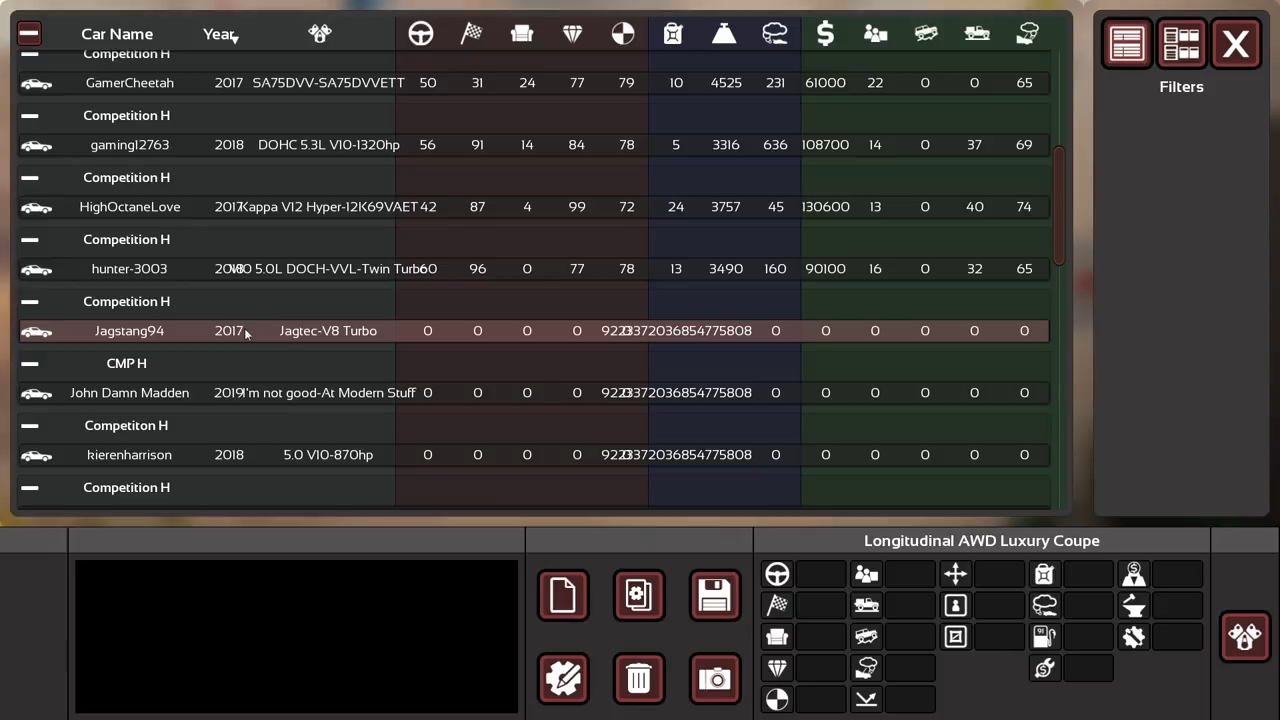 Car Name Year
Competition H
GamerCheetah 2017 SA75DVV-SA75DVVETT 50 31 24 77 79 10 4525 231 61000 22 0 0 65
Competition H
gaming12763 2018 DOHC 5.3L V10-1320hp 56 91 14 84 78 5 3316 636 108700 14 0 37 69
Competition H
HighOctaneLove 2017 Kappa V12 Hyper-12K69VAET 42 87 4 99 72 24 3757 45 130600 13 0 40 74
Competition H
hunter-3003 5.0L DOCH-VVL-Twin Turbo 60 96 0 77 78 13 3490 160 90100 16 0 32 65
Competition H
Jagstang94 2017 Jagtec-V8 Turbo 0 0 0 0 0 0 0 0 0 0
CMP H
John Damn Madden 2019 I'm not good-At Modern Stuff 0 0 0 0 0 0 0 0 0 0
Competiton H
kierenharrison 2018 5.0 V10-870hp 0 0 0 0 0 0 0 0 0 0
Competition H
Filters
Longitudinal AWD Luxury Coupe